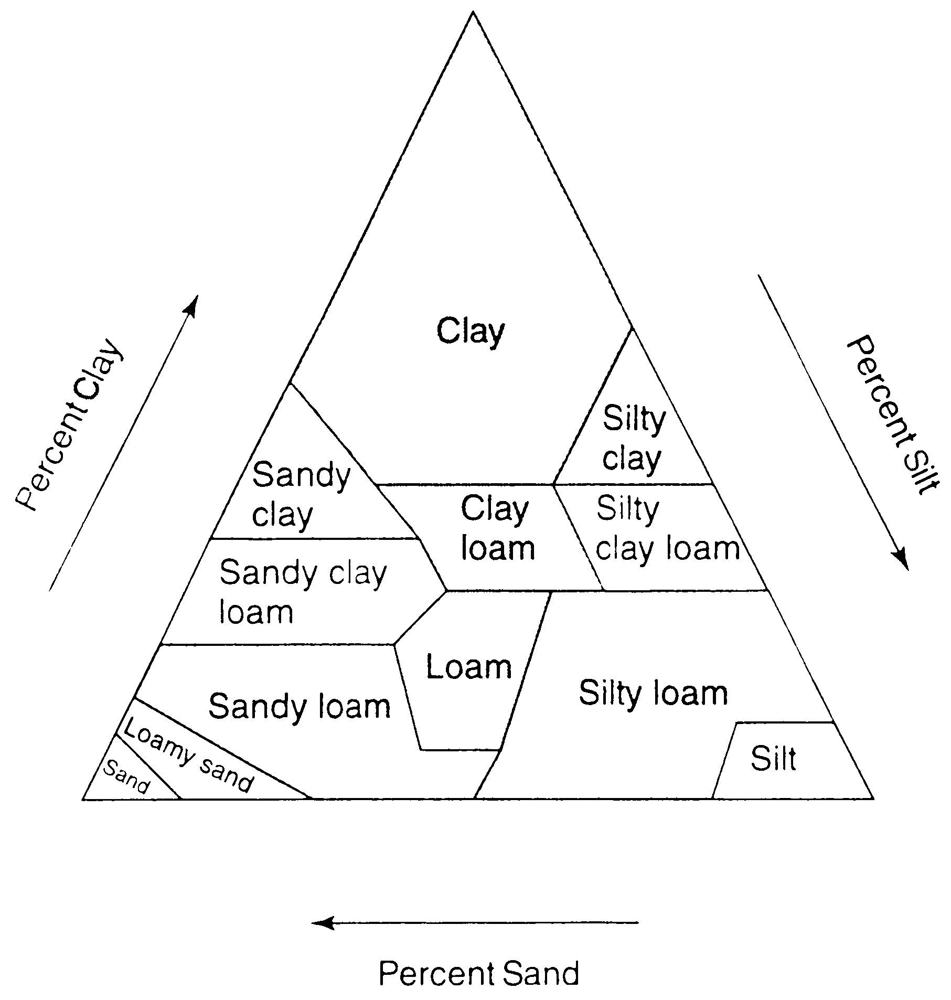 Clay
Percent Clay
Percent Silt
Silty
clay
Sandy
clay
Clay
loam
Silty
clay loam
Sandy clay
loam
Loam
Silty loam
Sandy loam
Loamy sand
Sand
Silt
Percent Sand